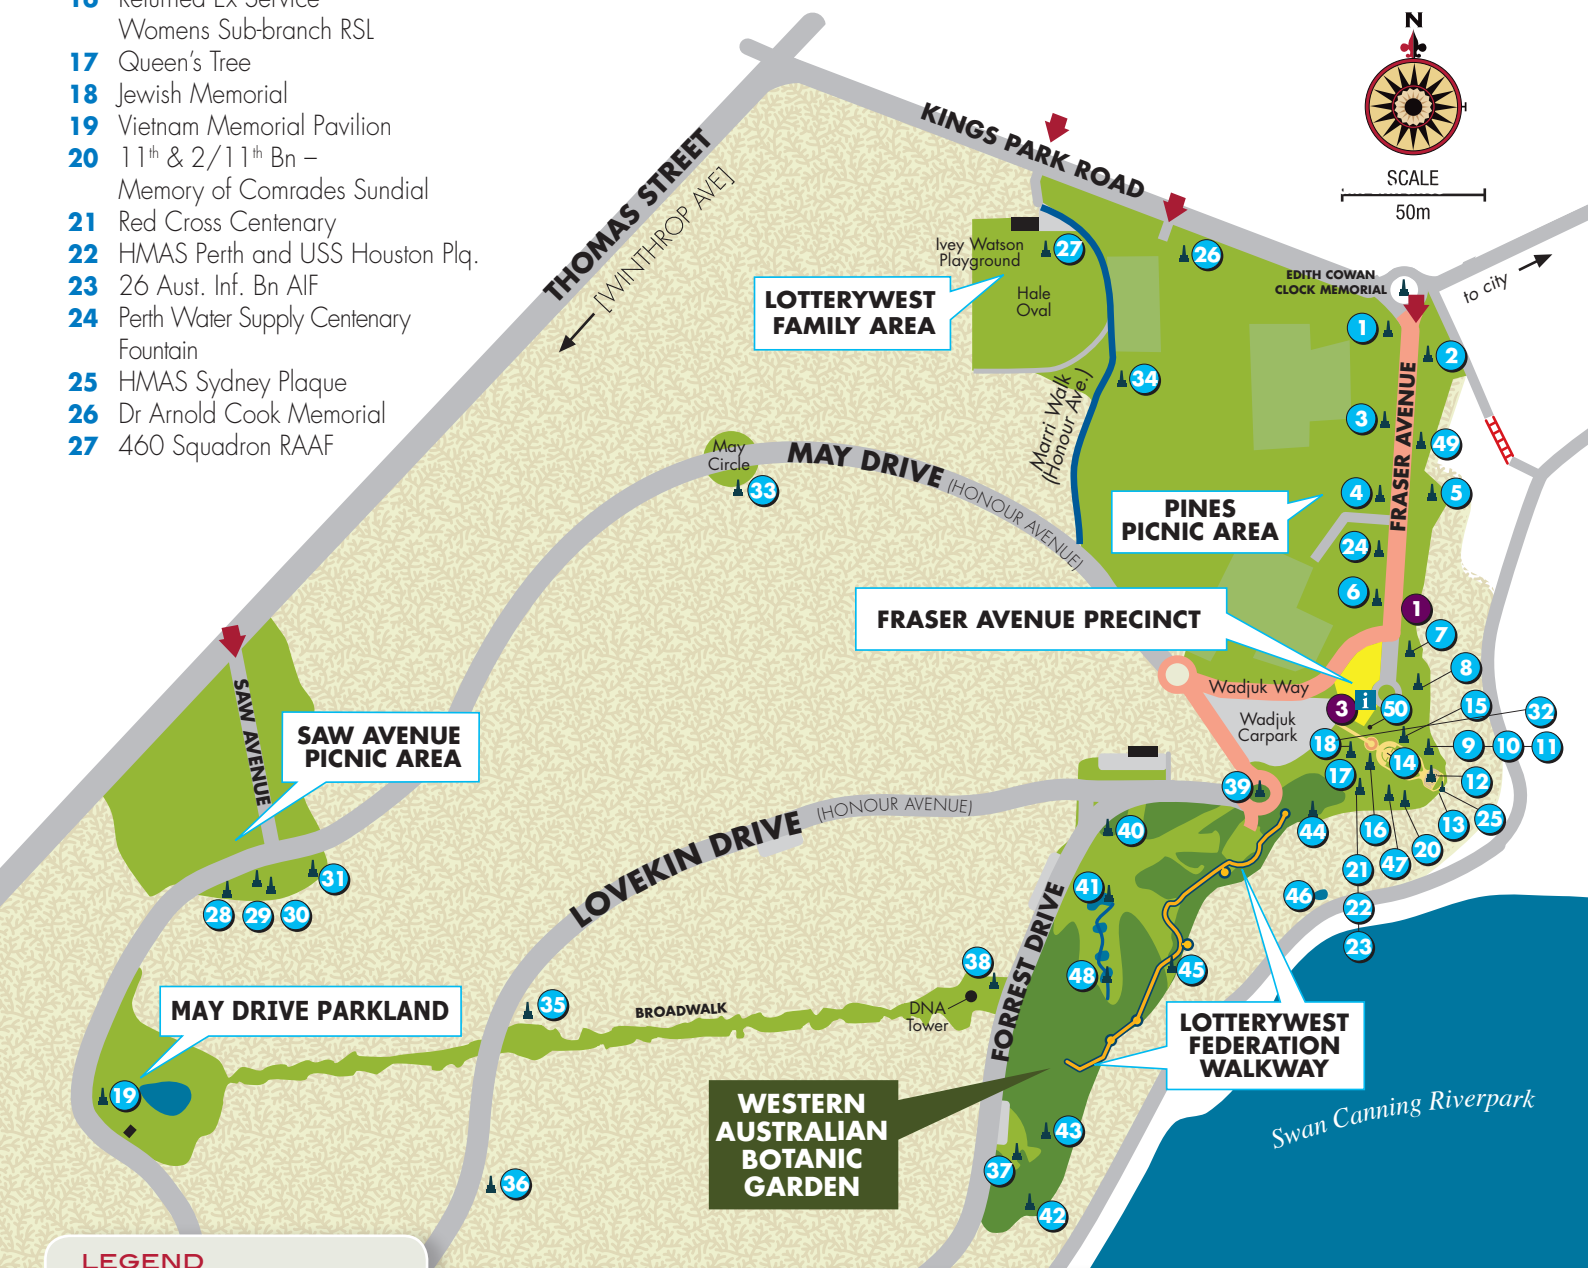 16 Returned Ex Service
Womens Sub-branch RSL
17 Queen's Tree
18 Jewish Memorial
19 Vietnam Memorial Pavilion
20 11th & 2/11th Bn –
Memory of Comrades Sundial
21 Red Cross Centenary
22 HMAS Perth and USS Houston Plq.
23 26 Aust. Inf. Bn AIF
24 Perth Water Supply Centenary
Fountain
25 HMAS Sydney Plaque
26 Dr Arnold Cook Memorial
27 460 Squadron RAAF
N
SCALE
50m
KINGS PARK ROAD
THOMAS STREET
[WINTHROP AVE]
Ivey Watson
Playground
27
26
Hale
Oval
LOTTERYWEST
FAMILY AREA
EDITH COWAN
CLOCK MEMORIAL
to city
1
2
34
Marri Walk
(Honour Ave.)
FRASER AVENUE
3
49
May
Circle
MAY DRIVE (HONOUR AVENUE)
33
4
5
PINES
PICNIC AREA
24
6
1
FRASER AVENUE PRECINCT
7
8
Wadjuk Way
3
i
50
15
32
Wadjuk
Carpark
18
9
10
11
14
17
12
39
SAW AVENUE
SAW AVENUE
PICNIC AREA
LOVEKIN DRIVE (HONOUR AVENUE)
40
44
16
13
25
47
20
21
31
41
46
22
28
29
30
23
FORREST DRIVE
38
48
45
MAY DRIVE PARKLAND
35
BROADWALK
DNA
Tower
LOTTERYWEST
FEDERATION
WALKWAY
19
WESTERN
AUSTRALIAN
BOTANIC
GARDEN
Swan Canning Riverpark
43
37
36
42
LEGEND